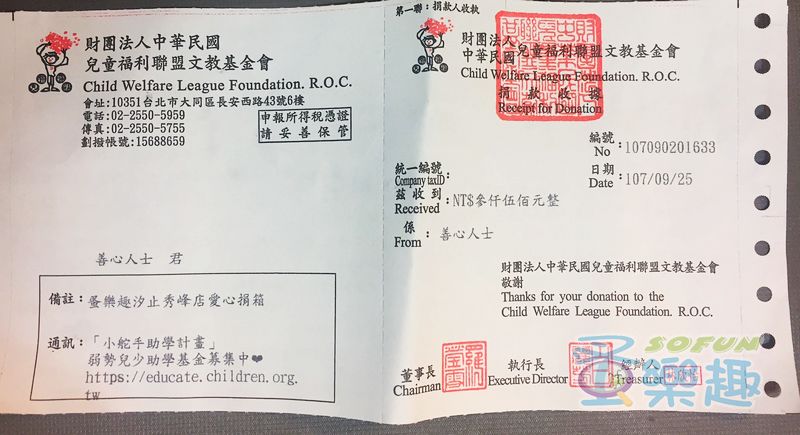 財團法人中華民國
兒童福利聯盟文教基金會
Child Welfare League Foundation. R.O.C.
會址:10351台北市大同區長安西路43號6樓
電話:02-2550-5959
傳真:02-2550-5755
劃撥帳號:15688659
申報所得稅憑證
請妥善保管
善心人士 君
備註:蛋樂趣汐止秀峰店愛心捐箱
通訊:「小舵手助學計畫」
弱勢兒少助學基金募集中❤
https://educate.children.org.
tw
第一聯:捐款人收執
財團法人
中華民國兒童福利聯盟文教基金會
Child Welfare League Foundation. R.O.C.
捐款收據
Receipt for Donation
編號
No :107090201633
日期
Date :107/09/25
統一編號
Company taxID :
茲收到
Received :NT$參仟伍佰元整
係
From :善心人士
財團法人中華民國兒童福利聯盟文教基金會
敬謝
Thanks for your donation to the
Child Welfare League Foundation. R.O.C.
董事長
Chairman
執行長
Executive Director
經辦人
Treasurer
SOFUN
蛋樂趣